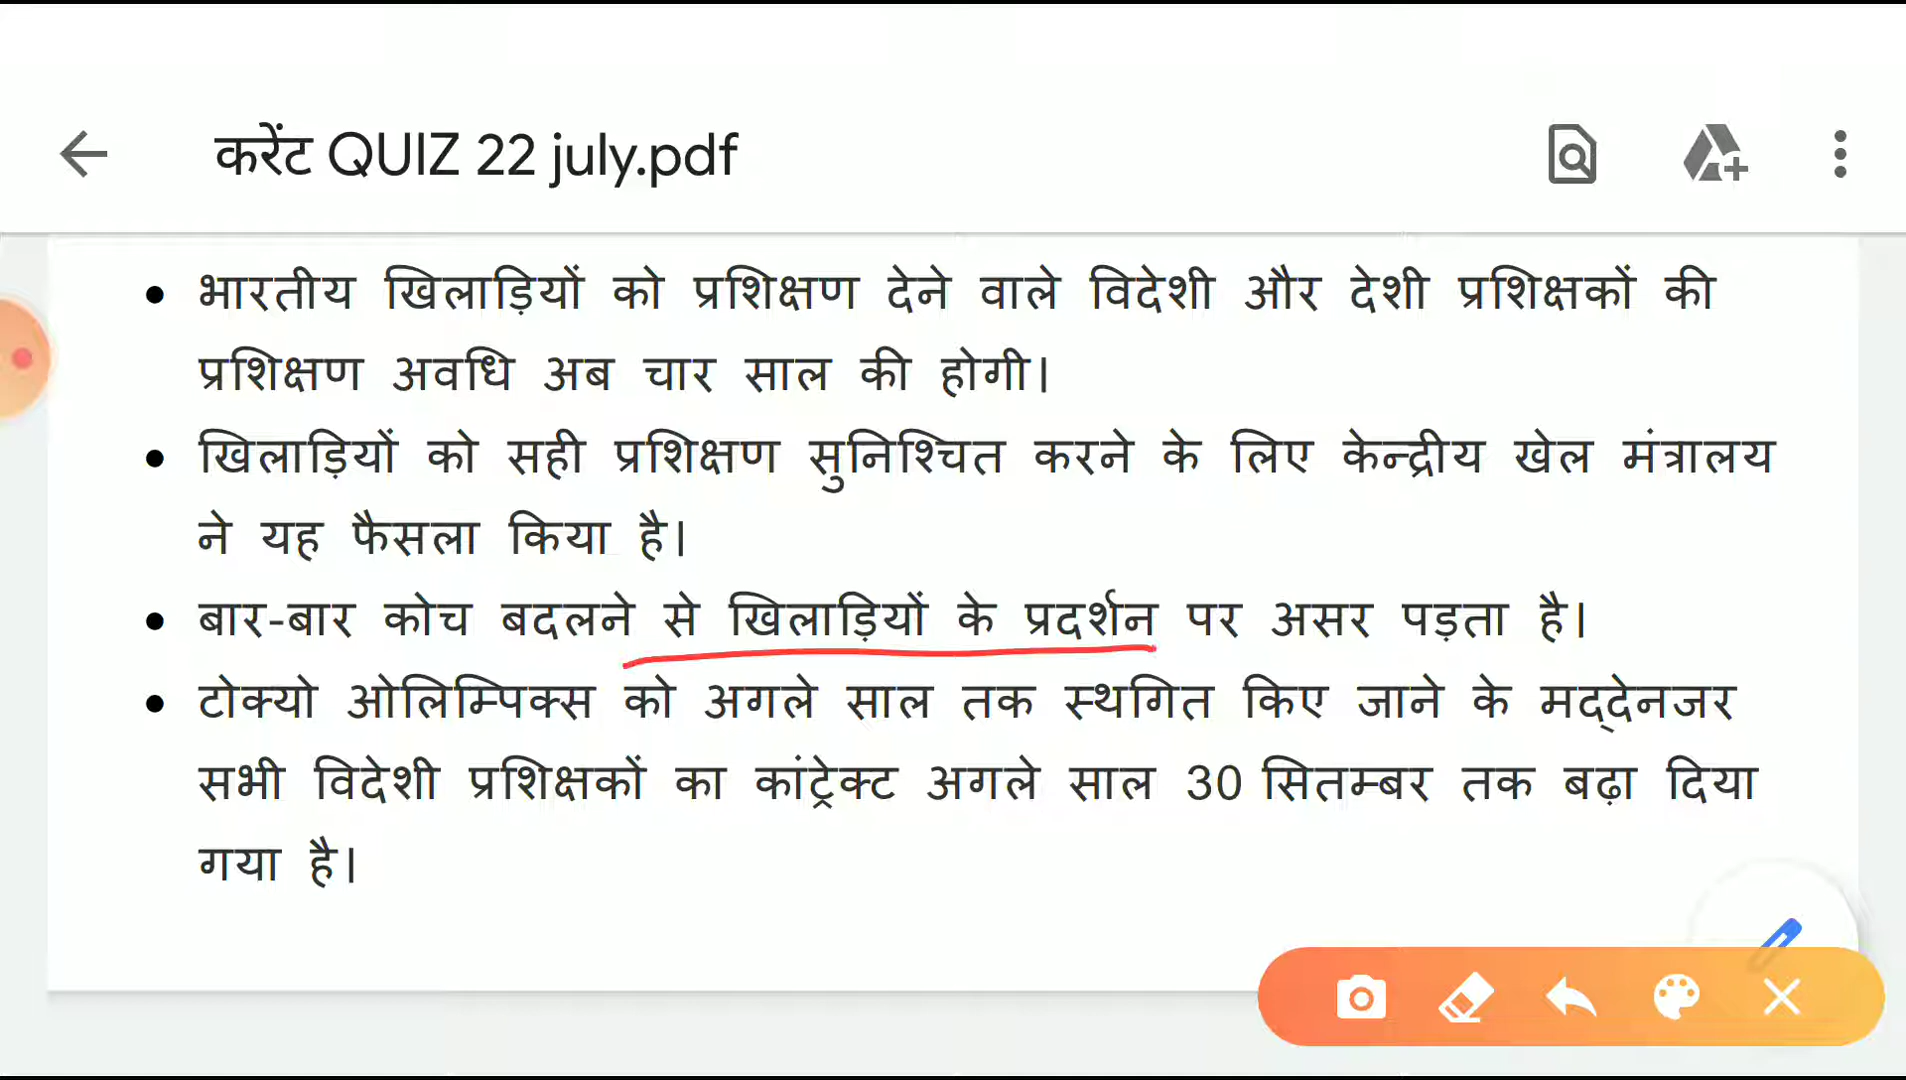 करेंट QUIZ 22 july.pdf
• भारतीय खिलाड़ियों को प्रशिक्षण देने वाले विदेशी और देशी प्रशिक्षकों की
प्रशिक्षण अवधि अब चार साल की होगी।
• खिलाड़ियों को सही प्रशिक्षण सुनिश्चित करने के लिए केन्द्रीय खेल मंत्रालय
ने यह फैसला किया है।
• बार-बार कोच बदलने से खिलाड़ियों के प्रदर्शन पर असर पड़ता है।
• टोक्यो ओलिम्पिक्स को अगले साल तक स्थगित किए जाने के मद्देनजर
सभी विदेशी प्रशिक्षकों का कांट्रेक्ट अगले साल 30 सितम्बर तक बढ़ा दिया
गया है।